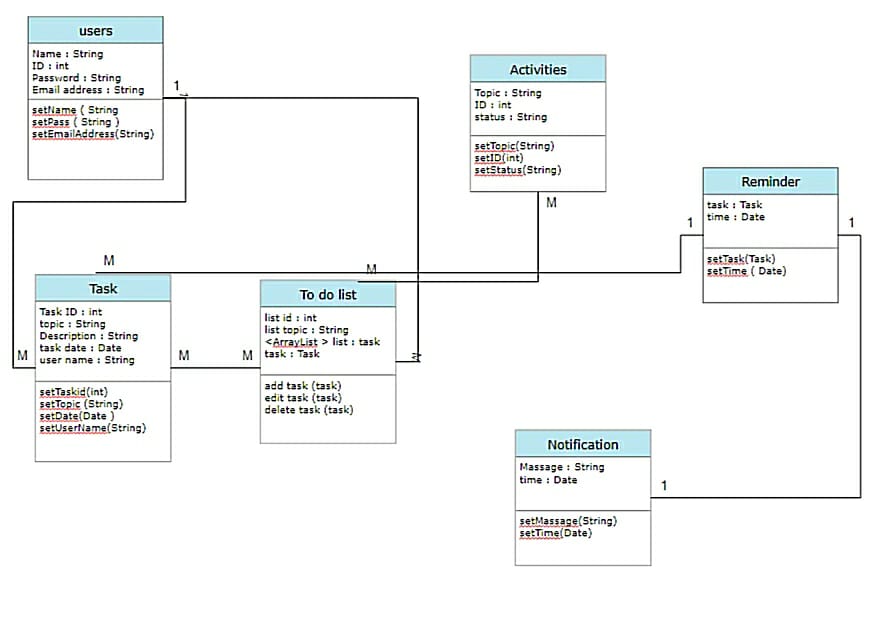 users
Name : String
ID : int
Password : String
Email address : String
setName ( String
setPass ( String )
setEmailAddress(String)
1
1
Activities
Topic : String
ID : int
status : String
setTopic(String)
setID(int)
setStatus(String)
M
Reminder
task : Task
time : Date
setTask(Task)
setTime ( Date)
1
1
M
Task
Task ID : int
topic : String
Description : String
task date : Date
user name : String
setTaskid(int)
setTopic (String)
setDate(Date )
setUserName(String)
M
M
M
M
To do list
list id : int
list topic : String
<ArrayList > list : task
task : Task
add task (task)
edit task (task)
delete task (task)
M
Notification
Massage : String
time : Date
setMassage(String)
setTime(Date)
1